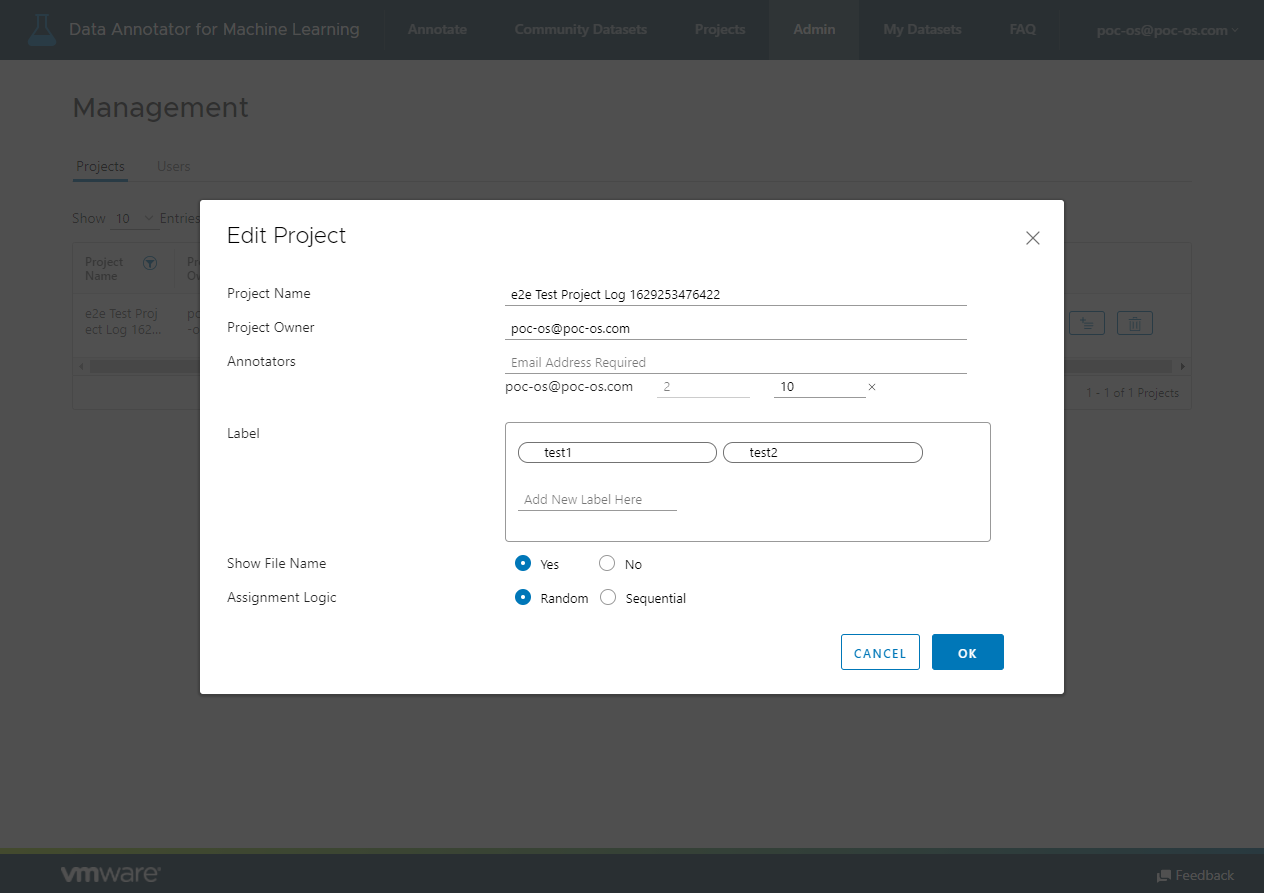 Data Annotator for Machine Learning Annotate Community Datasets Projects Admin My Datasets FAQ poc-os@poc-os.com
Management
Projects Users
Show 10 Entries
Project Name
e2e Test Proj
ect Log 162...
1 - 1 of 1 Projects
Edit Project
Project Name e2e Test Project Log 1629253476422
Project Owner poc-os@poc-os.com
Annotators Email Address Required
poc-os@poc-os.com 2 10 ×
Label test1 test2
Add New Label Here
Show File Name Yes No
Assignment Logic Random Sequential
CANCEL OK
vmware Feedback